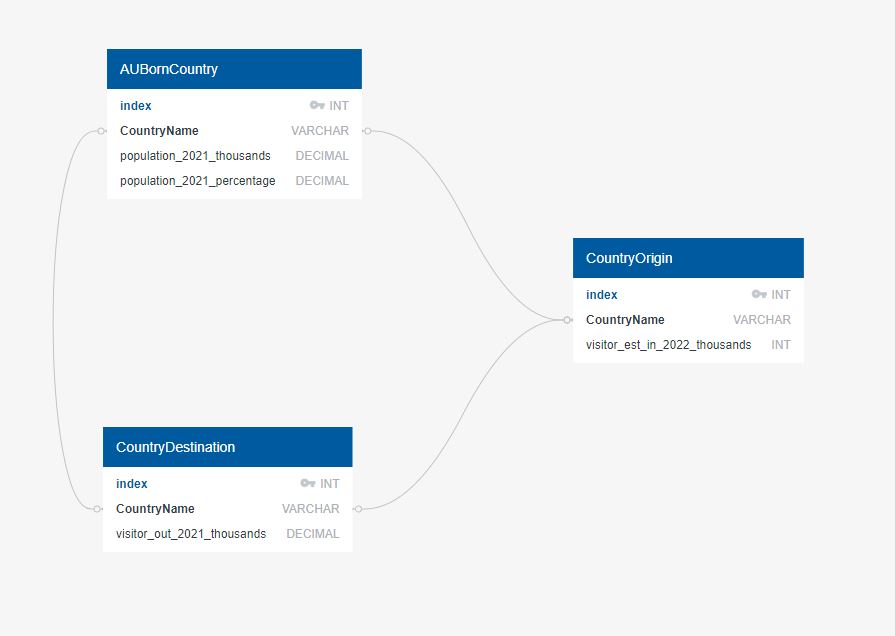 AUBornCountry
index INT
CountryName VARCHAR
population_2021_thousands DECIMAL
population_2021_percentage DECIMAL
CountryOrigin
index INT
CountryName VARCHAR
visitor_est_in_2022_thousands INT
CountryDestination
index INT
CountryName VARCHAR
visitor_out_2021_thousands DECIMAL